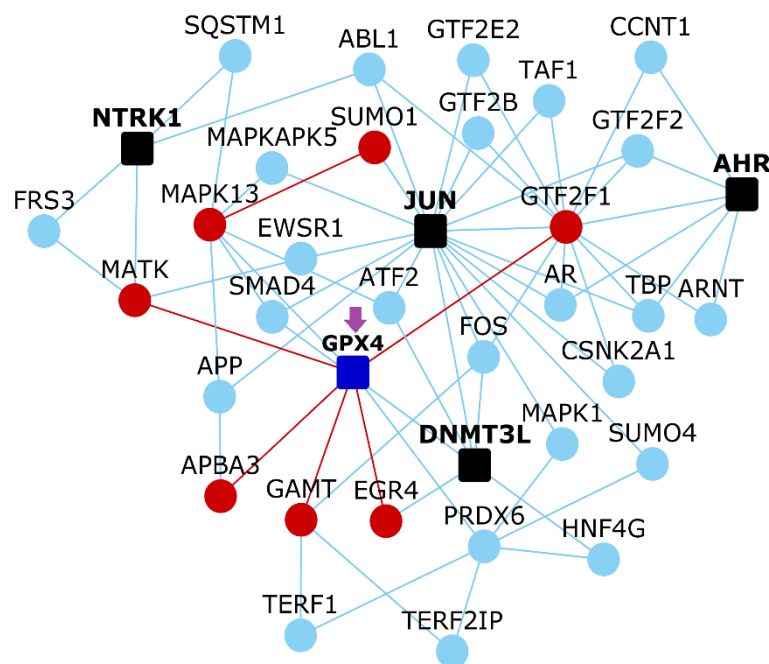 SQSTM1
ABL1
GTF2E2
CCNT1
TAF1
NTRK1
SUMO1
GTF2B
MAPKAPK5
GTF2F2
AHR
MAPK13
JUN
GTF2F1
FRS3
EWSR1
MATK
SMAD4
ATF2
AR
TBP
ARNT
FOS
GPX4
CSNK2A1
APP
MAPK1
DNMT3L
SUMO4
APBA3
GAMT
EGR4
PRDX6
HNF4G
TERF1
TERF2IP